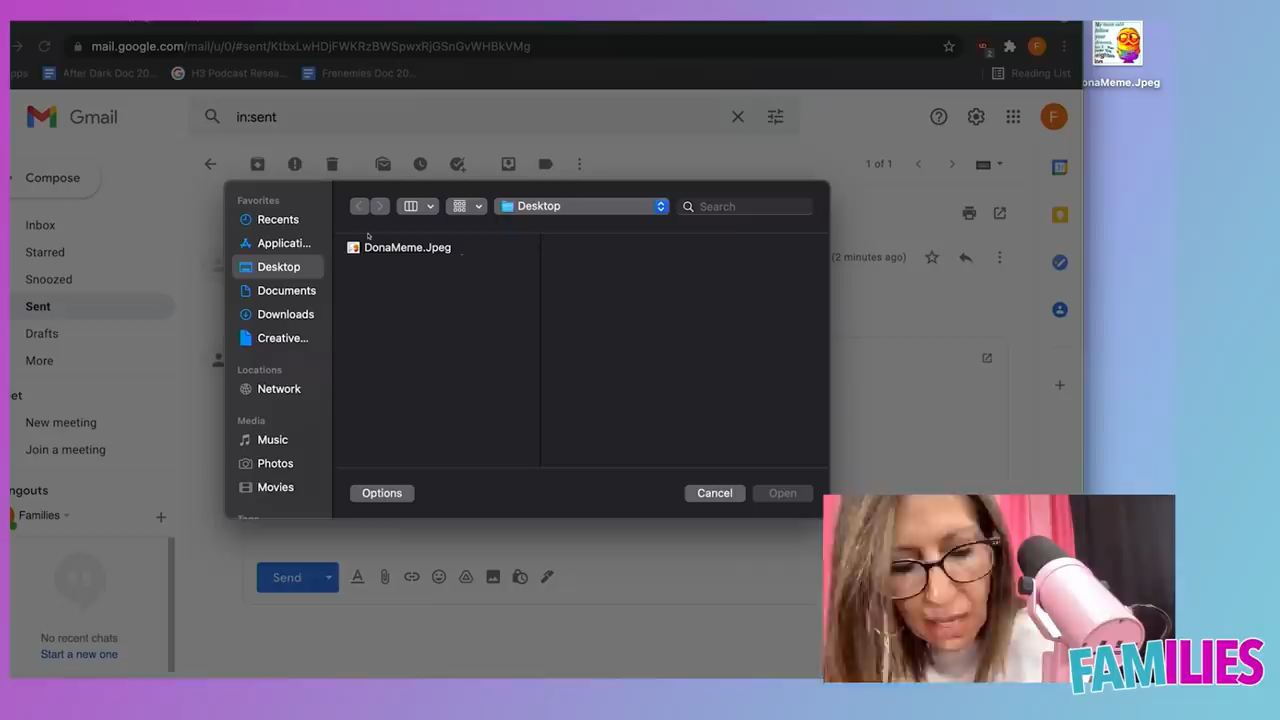 mail.google.com/mail/u/0/#sent/KtbxLwHDjFWKRzBWSpwxRjGSnGvWHBkVMg
After Dark Doc 20...
H3 Podcast Resea...
Frenemies Doc 20...
Reading List
F
Gmail
in:sent
F
Compose
1 of 1
Inbox
Starred
Snoozed
Sent
Drafts
More
New meeting
Join a meeting
Families
No recent chats
Start a new one
Favorites
Recents
Applicati...
Desktop
Documents
Downloads
Creative...
Locations
Network
Media
Music
Photos
Movies
Desktop
Search
DonaMeme.Jpeg
Options
Cancel
Open
(2 minutes ago)
Send
FAMILIES